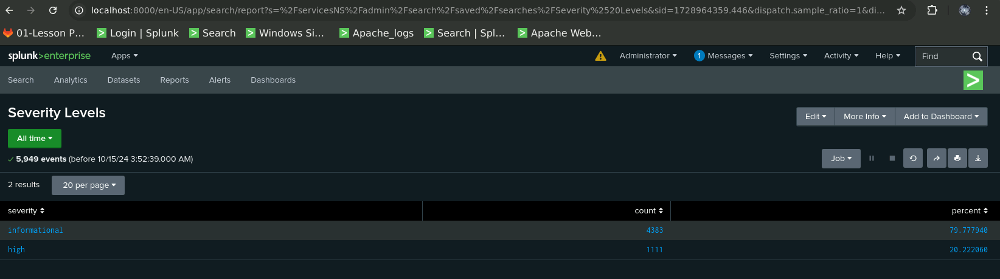 localhost:8000/en-US/app/search/report?s=%2FservicesNS%2Fadmin%2Fsearch%2Fsaved%2Fsearches%2FSeverity%2520Levels&sid=1728964359.446&dispatch.sample_ratio=1&di...
01-Lesson P... Login | Splunk Search Windows Si... Apache_logs Search | Spl... Apache Web...
splunk>enterprise Apps Administrator 1 Messages Settings Activity Help Find
Search Analytics Datasets Reports Alerts Dashboards
Severity Levels
Edit More Info Add to Dashboard
All time
5,949 events (before 10/15/24 3:52:39.000 AM)
Job
2 results 20 per page
severity count percent
informational 4383 79.777940
high 1111 20.222060